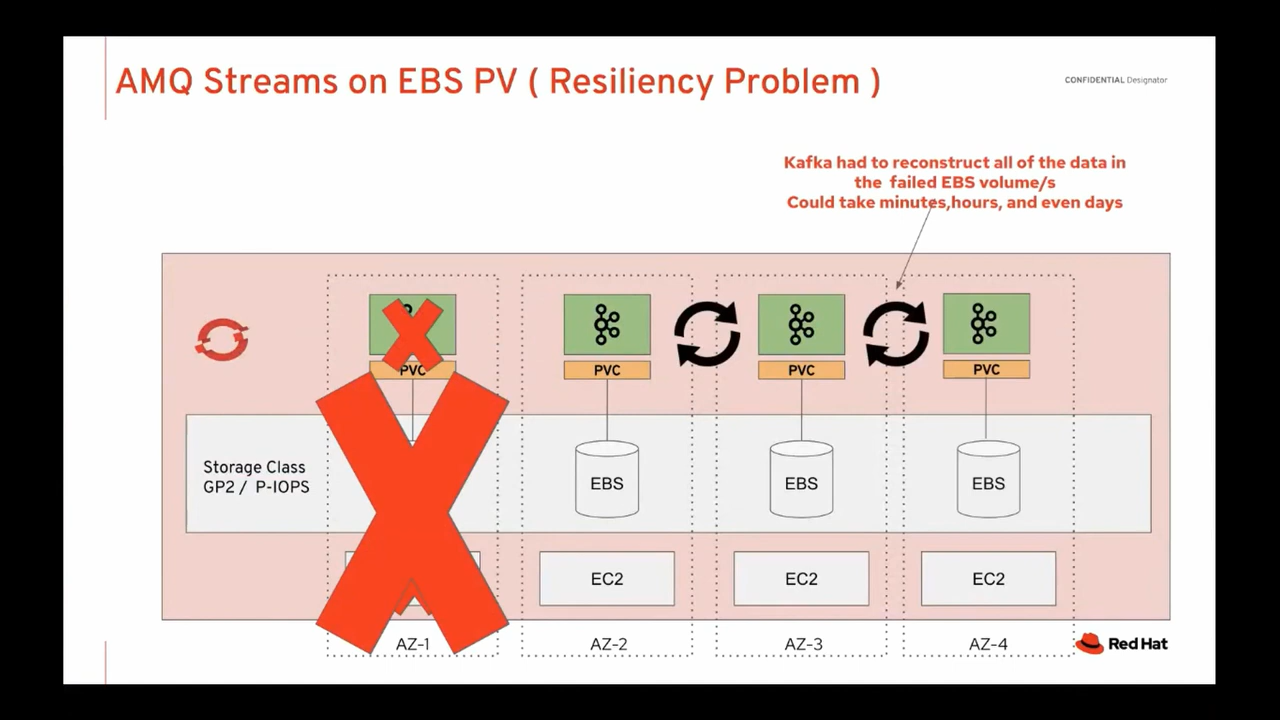 AMQ Streams on EBS PV ( Resiliency Problem )
CONFIDENTIAL Designator
Kafka had to reconstruct all of the data in
the failed EBS volume/s
Could take minutes,hours, and even days
PVC
PVC
PVC
PVC
Storage Class
GP2 / P-IOPS
EBS
EBS
EBS
EC2
EC2
EC2
AZ-1
AZ-2
AZ-3
AZ-4
Red Hat